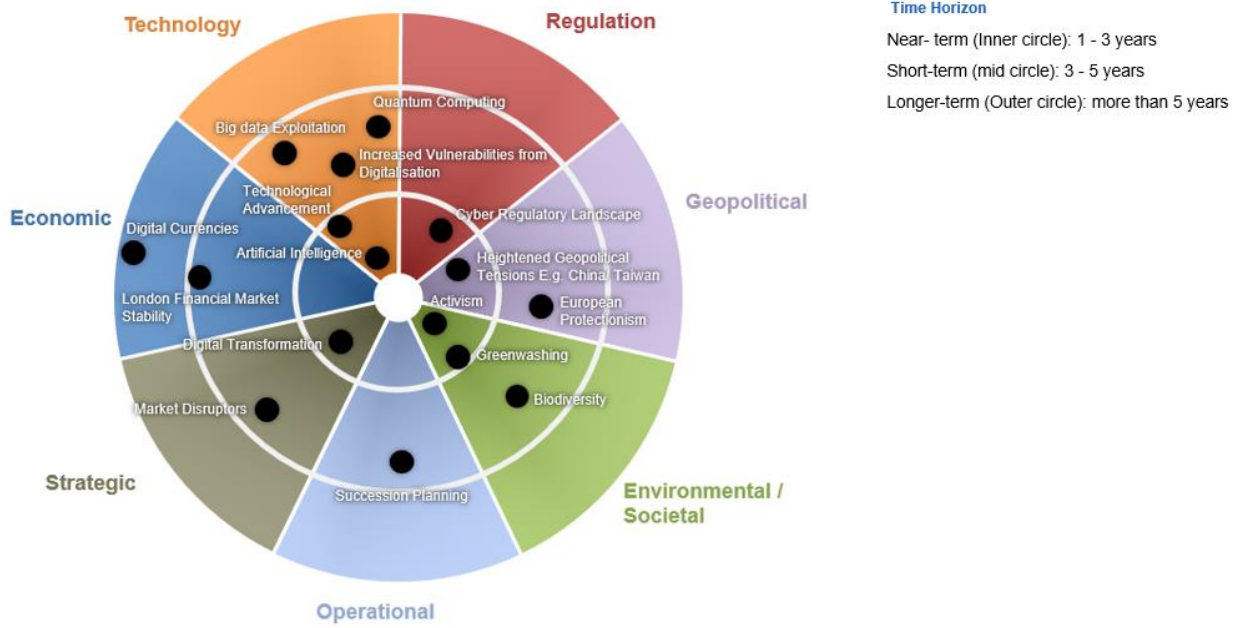 Technology
Regulation
Time Horizon
Near- term (Inner circle): 1 - 3 years
Short-term (mid circle): 3 - 5 years
Longer-term (Outer circle): more than 5 years
Quantum Computing
Big data Exploitation
Increased Vulnerabilities from
Digitalisation
Technological
Advancement
Geopolitical
Cyber Regulatory Landscape
Economic
Digital Currencies
Artificial Intelligence
Heightened Geopolitical
Tensions E.g. China/ Taiwan
London Financial Market
Stability
Activism
European
Protectionism
Digital Transformation
Greenwashing
Market Disruptors
Biodiversity
Strategic
Succession Planning
Environmental /
Societal
Operational